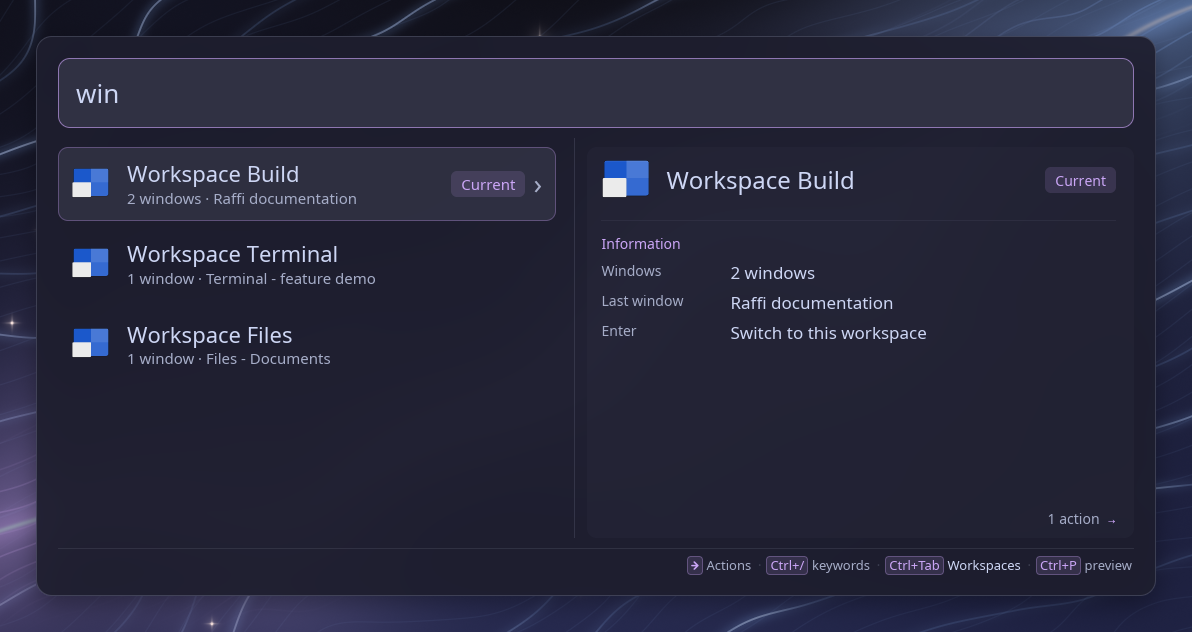 win
Workspace Build
2 windows · Raffi documentation
Current
Workspace Terminal
1 window · Terminal - feature demo
Workspace Files
1 window · Files - Documents
Workspace Build
Current
Information
Windows 2 windows
Last window Raffi documentation
Enter Switch to this workspace
1 action →
→ Actions · Ctrl+/ keywords · Ctrl+Tab Workspaces · Ctrl+P preview